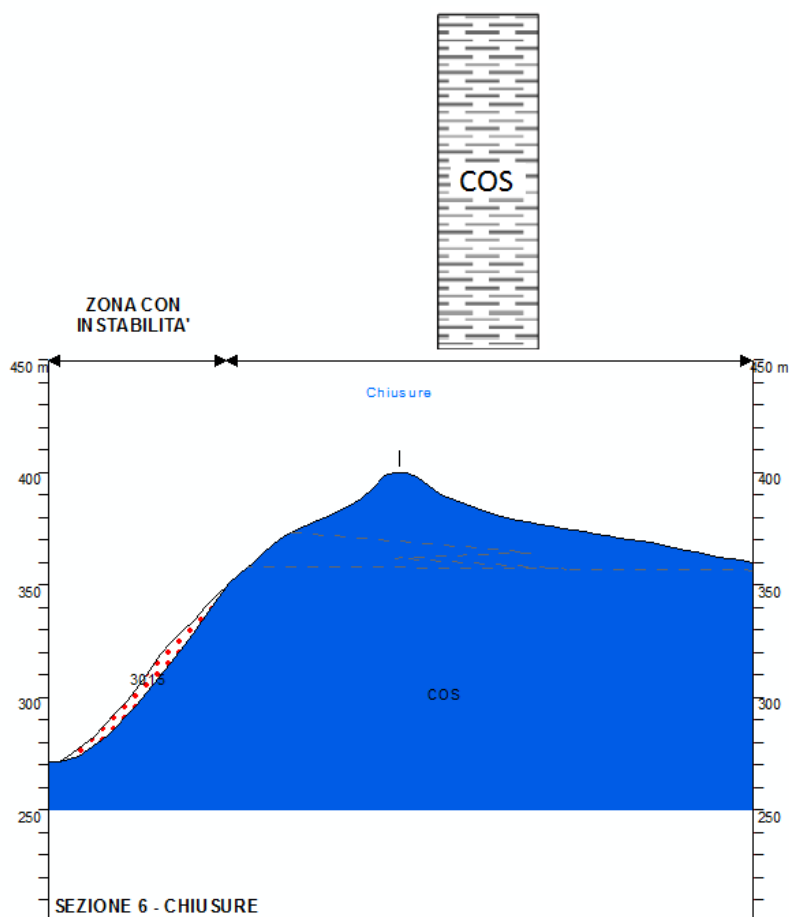 COS
ZONA CON
INSTABILITA'
450 m
450 m
Chiusure
400
400
350
350
3015
300
300
COS
250
250
SEZIONE 6 - CHIUSURE